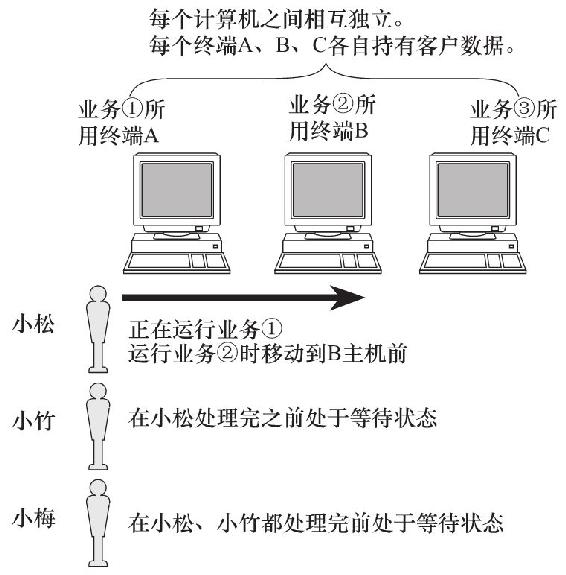 每个计算机之间相互独立。
每个终端A、B、C各自持有客户数据。
业务①所
用终端A
业务②所
用终端B
业务③所
用终端C
小松
正在运行业务①
运行业务②时移动到B主机前
小竹
在小松处理完之前处于等待状态
小梅
在小松、小竹都处理完前处于等待状态